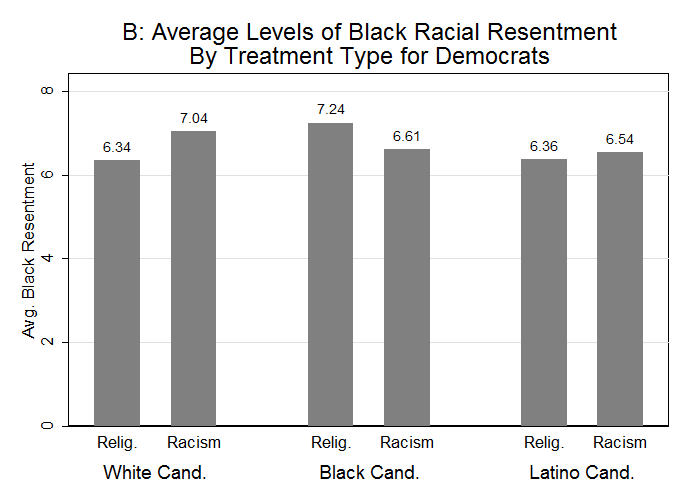 B: Average Levels of Black Racial Resentment
By Treatment Type for Democrats
Avg. Black Resentment
8
6
4
2
0
6.34
7.04
7.24
6.61
6.36
6.54
Relig. Racism Relig. Racism Relig. Racism
White Cand. Black Cand. Latino Cand.